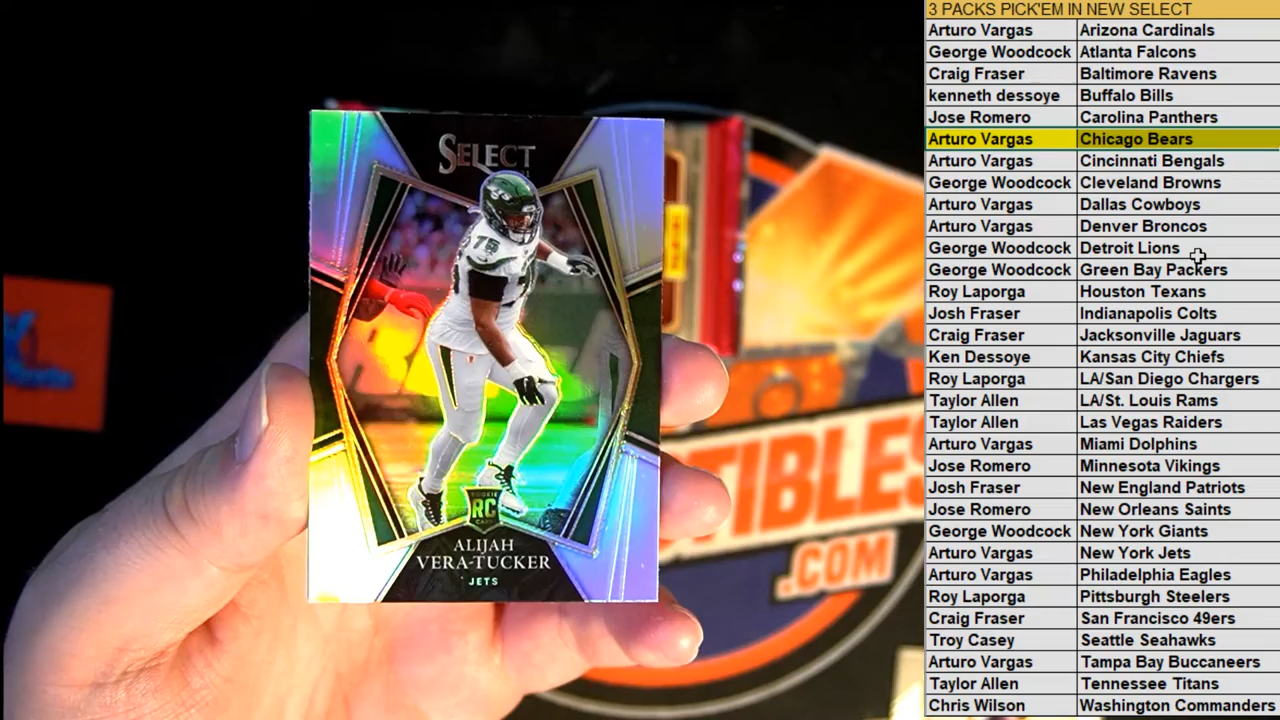 SELECT
75
ROOKIE
RC
CARD
ALIJAH
VERA-TUCKER
JETS
TIBLES
.COM
3 PACKS PICK'EM IN NEW SELECT
Arturo Vargas Arizona Cardinals
George Woodcock Atlanta Falcons
Craig Fraser Baltimore Ravens
kenneth dessoye Buffalo Bills
Jose Romero Carolina Panthers
Arturo Vargas Chicago Bears
Arturo Vargas Cincinnati Bengals
George Woodcock Cleveland Browns
Arturo Vargas Dallas Cowboys
Arturo Vargas Denver Broncos
George Woodcock Detroit Lions
George Woodcock Green Bay Packers
Roy Laporga Houston Texans
Josh Fraser Indianapolis Colts
Craig Fraser Jacksonville Jaguars
Ken Dessoye Kansas City Chiefs
Roy Laporga LA/San Diego Chargers
Taylor Allen LA/St. Louis Rams
Taylor Allen Las Vegas Raiders
Arturo Vargas Miami Dolphins
Jose Romero Minnesota Vikings
Josh Fraser New England Patriots
Jose Romero New Orleans Saints
George Woodcock New York Giants
Arturo Vargas New York Jets
Arturo Vargas Philadelphia Eagles
Roy Laporga Pittsburgh Steelers
Craig Fraser San Francisco 49ers
Troy Casey Seattle Seahawks
Arturo Vargas Tampa Bay Buccaneers
Taylor Allen Tennessee Titans
Chris Wilson Washington Commanders